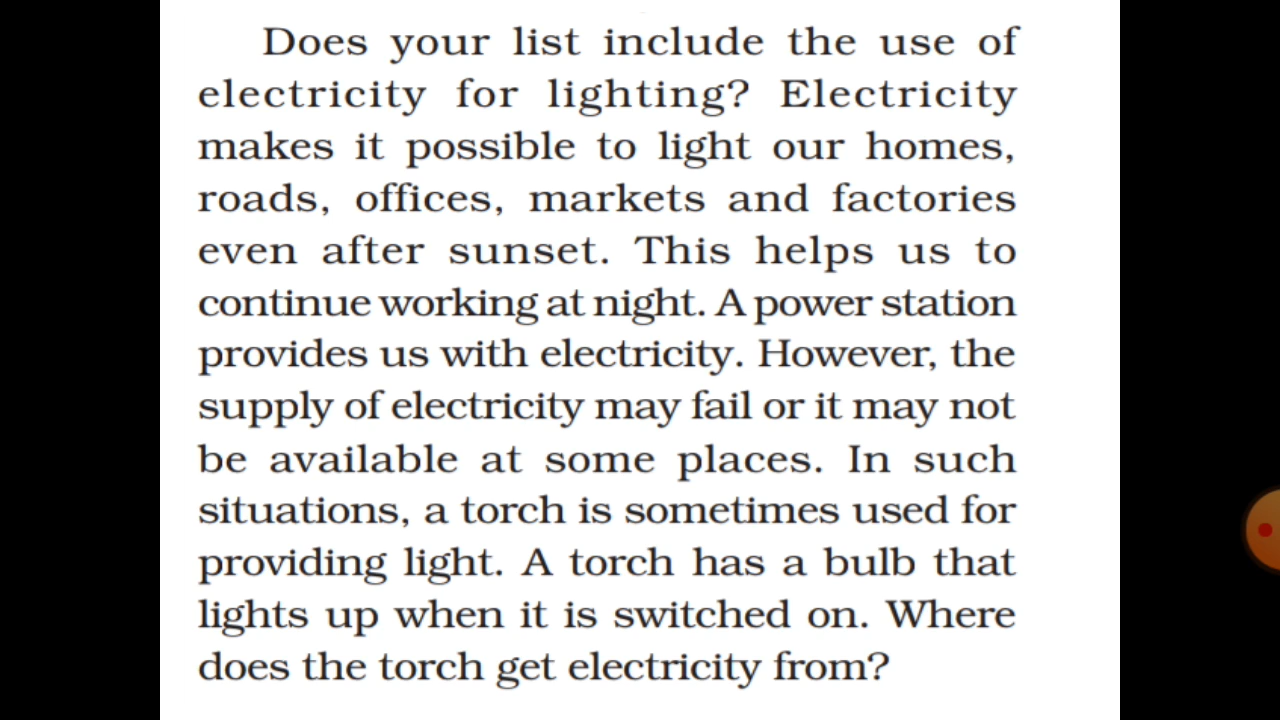 Does your list include the use of
electricity for lighting? Electricity
makes it possible to light our homes,
roads, offices, markets and factories
even after sunset. This helps us to
continue working at night. A power station
provides us with electricity. However, the
supply of electricity may fail or it may not
be available at some places. In such
situations, a torch is sometimes used for
providing light. A torch has a bulb that
lights up when it is switched on. Where
does the torch get electricity from?